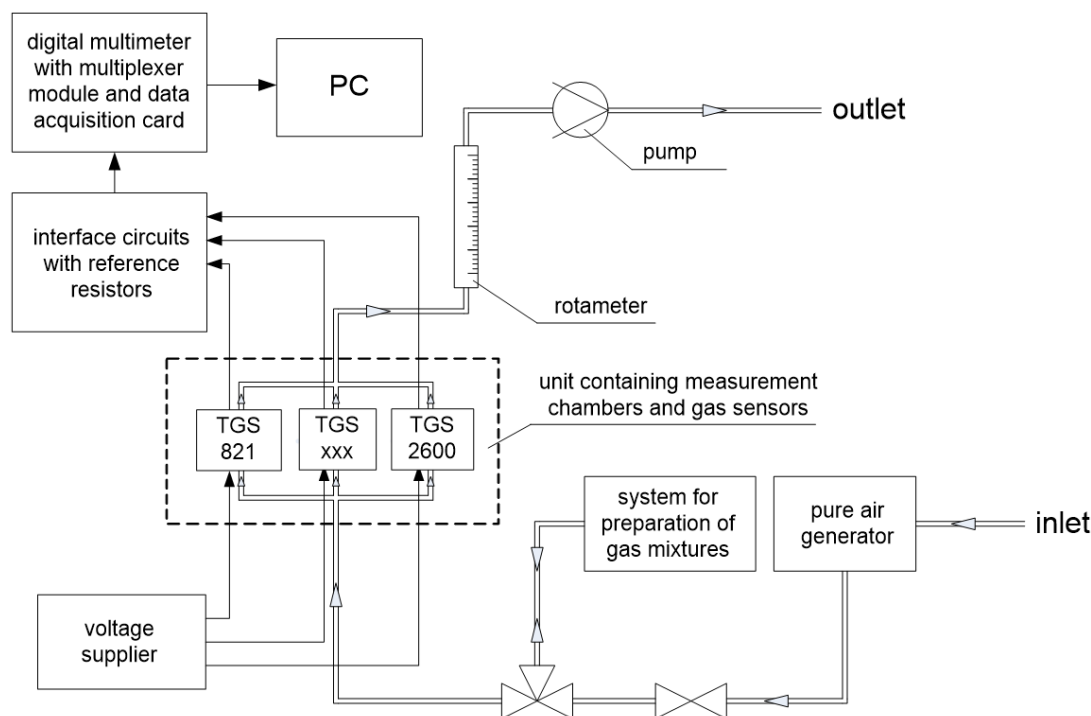 digital multimeter
with multiplexer
module and data
acquisition card
PC
outlet
pump
interface circuits
with reference
resistors
rotameter
unit containing measurement
chambers and gas sensors
TGS
821
TGS
xxx
TGS
2600
system for
preparation of
gas mixtures
pure air
generator
inlet
voltage
supplier